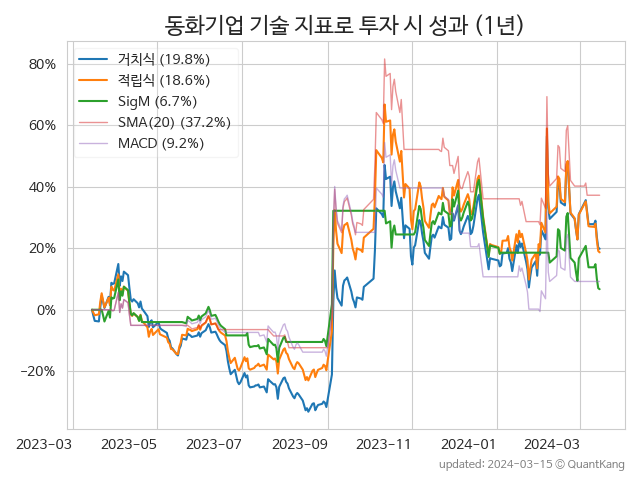 동화기업 기술 지표로 투자 시 성과 (1년)
거치식 (19.8%)
적립식 (18.6%)
SigM (6.7%)
SMA(20) (37.2%)
MACD (9.2%)
80%
60%
40%
20%
0%
−20%
2023-03 2023-05 2023-07 2023-09 2023-11 2024-01 2024-03
updated: 2024-03-15 © QuantKang